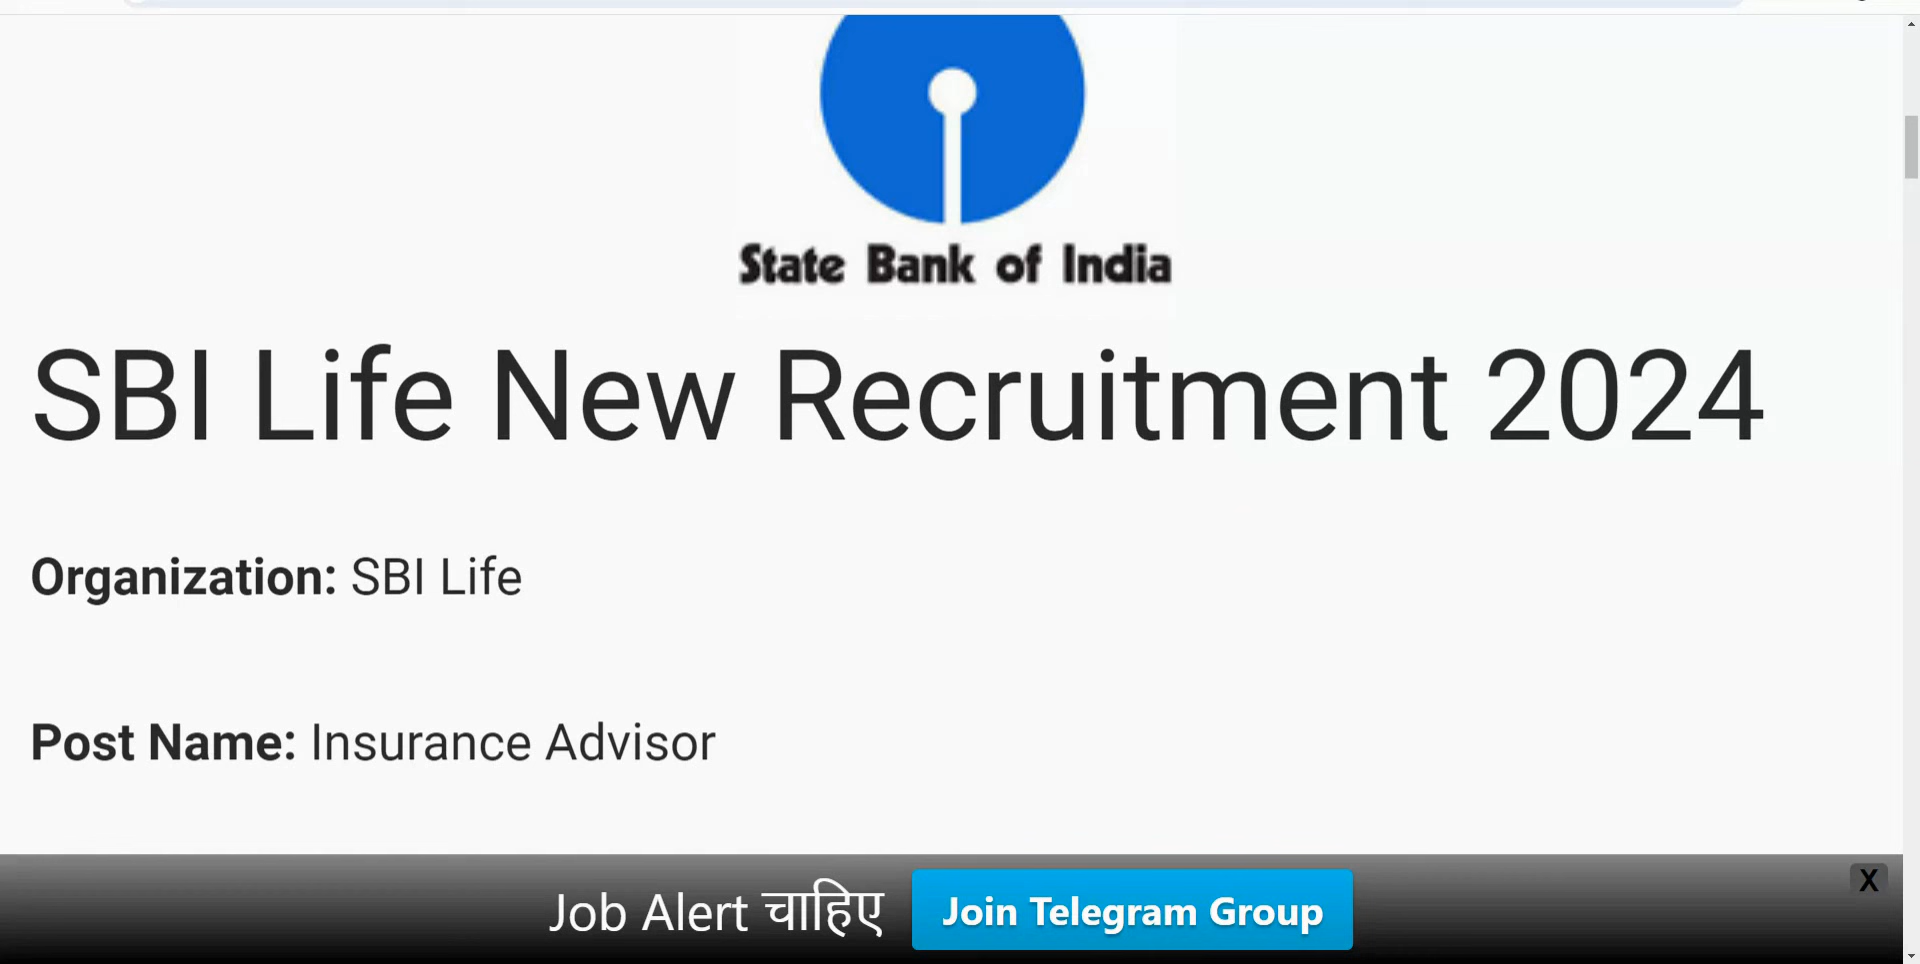 State Bank of India
SBI Life New Recruitment 2024
Organization: SBI Life
Post Name: Insurance Advisor
Job Alert चाहिए Join Telegram Group
X